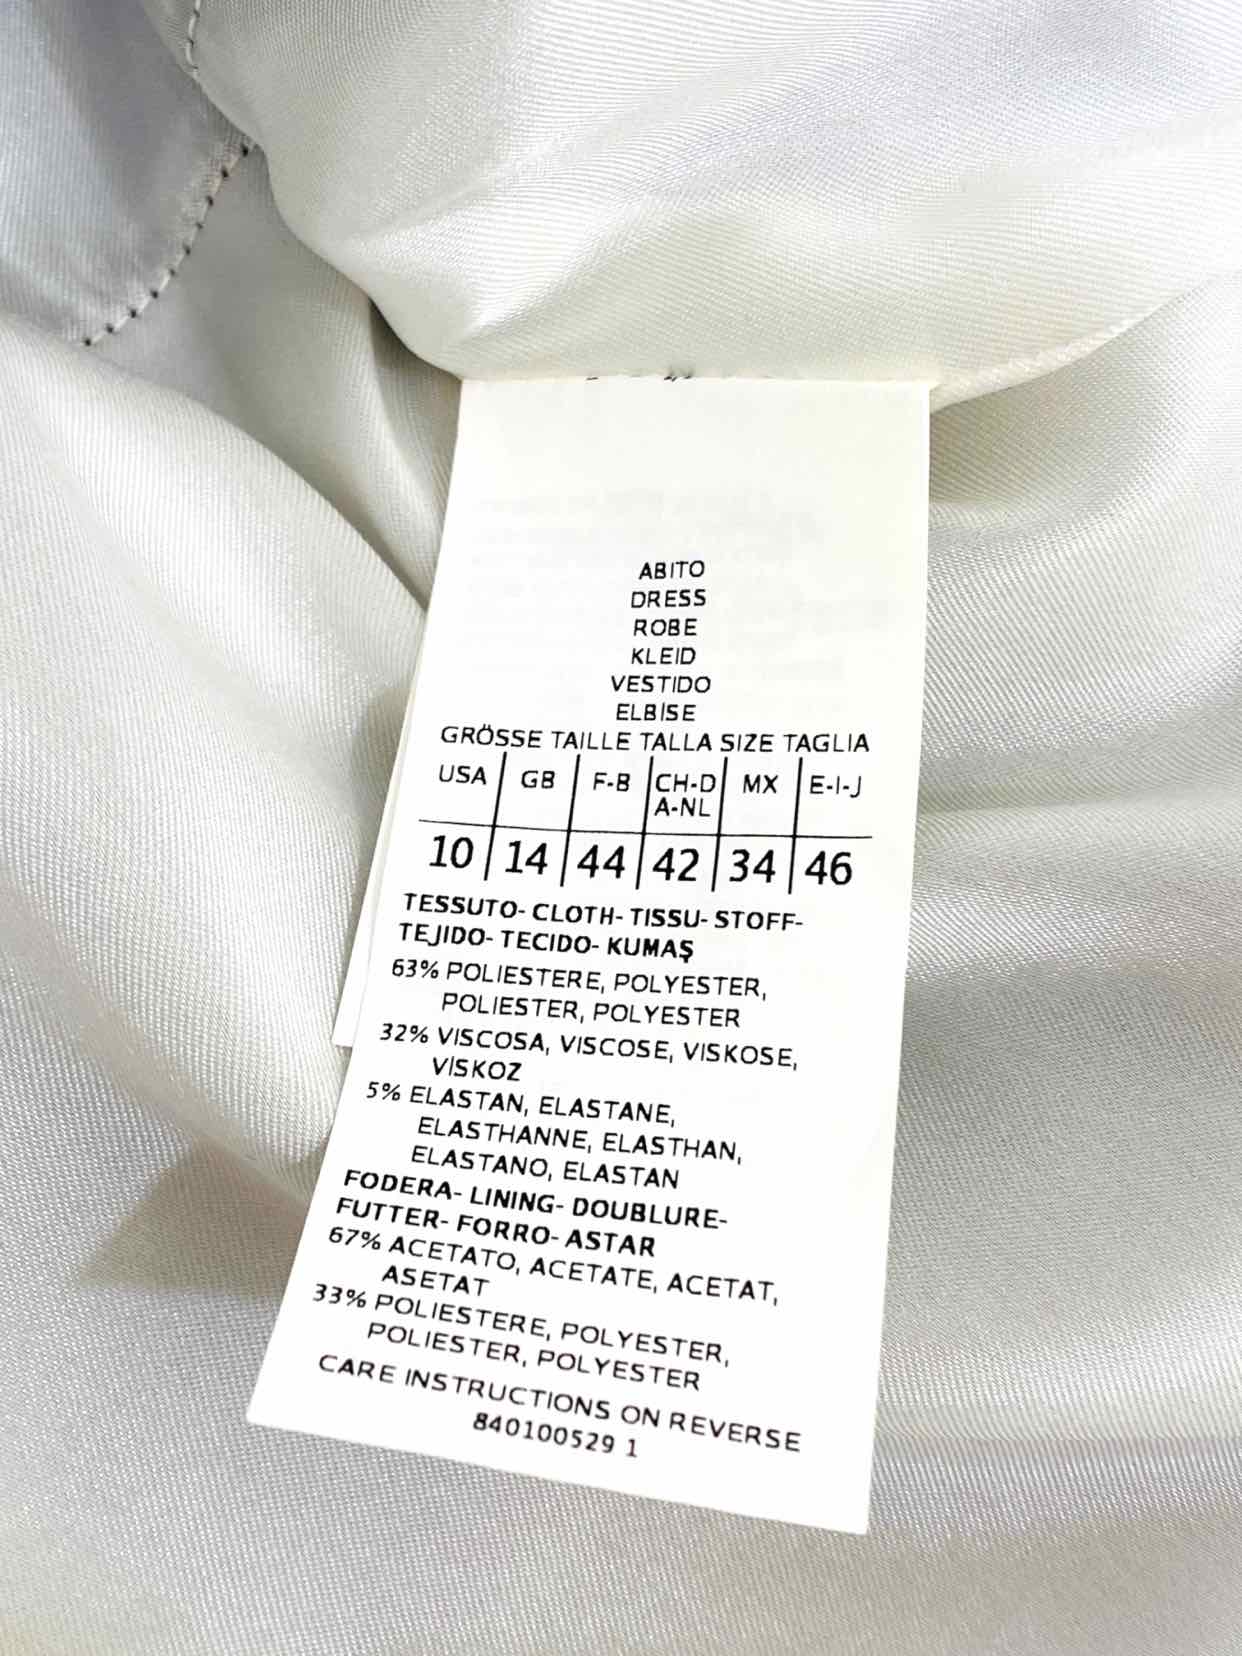 ABITO
DRESS
ROBE
KLEID
VESTIDO
ELBİSE
GRÖSSE TAILLE TALLA SIZE TAGLIA
USA GB F-B CH-D MX E-I-J
A-NL
10 14 44 42 34 46
TESSUTO- CLOTH- TISSU- STOFF-
TEJIDO- TECIDO- KUMAŞ
63% POLIESTERE, POLYESTER,
POLIESTER, POLYESTER
32% VISCOSA, VISCOSE, VISKOSE,
VİSKOZ
5% ELASTAN, ELASTANE,
ELASTHANNE, ELASTHAN,
ELASTANO, ELASTAN
FODERA- LINING- DOUBLURE-
FUTTER- FORRO- ASTAR
67% ACETATO, ACETATE, ACETAT,
ASETAT
33% POLIESTERE, POLYESTER,
POLIESTER, POLYESTER
CARE INSTRUCTIONS ON REVERSE
840100529 1